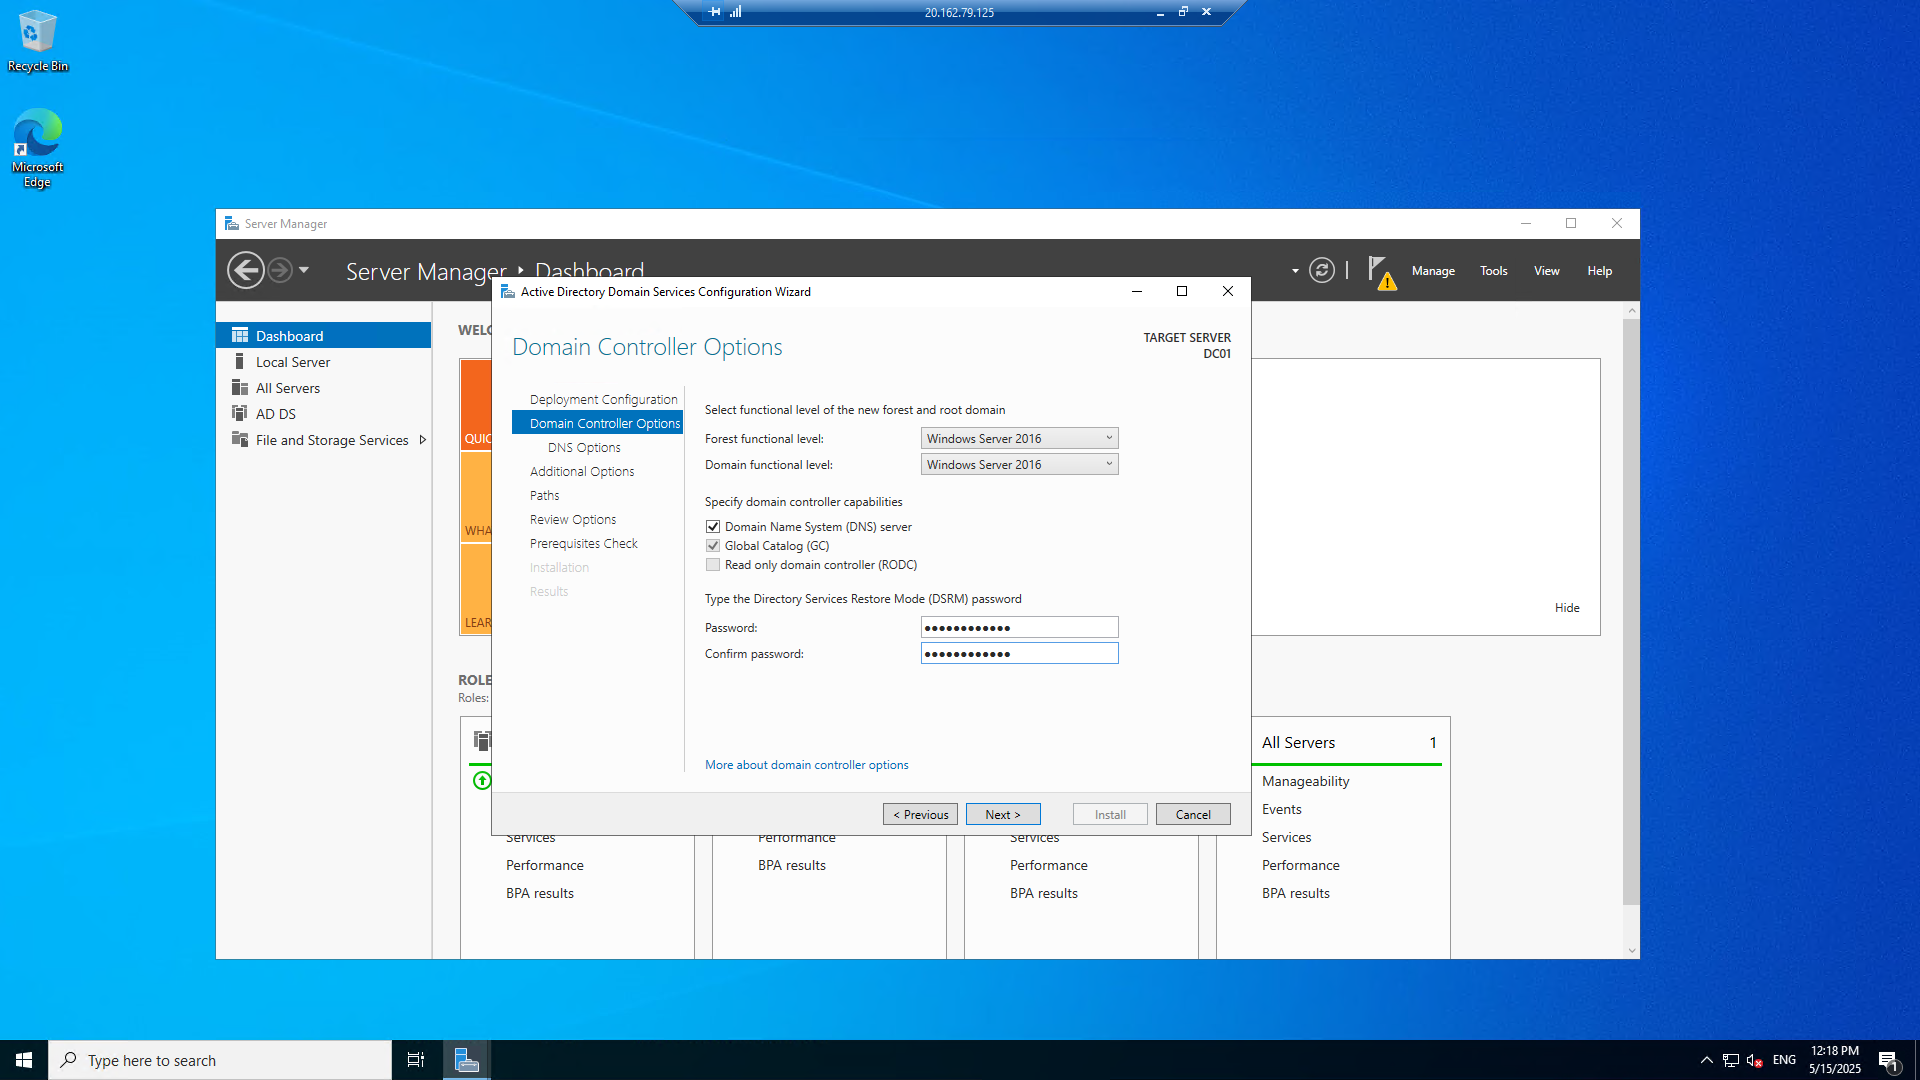 20.162.79.125
Recycle Bin
Microsoft
Edge
Server Manager
Server Manager
Dashboard
Manage
Tools
View
Help
Dashboard
Local Server
All Servers
AD DS
File and Storage Services
Active Directory Domain Services Configuration Wizard
Domain Controller Options
TARGET SERVER
DC01
Deployment Configuration
Domain Controller Options
DNS Options
Additional Options
Paths
Review Options
Prerequisites Check
Installation
Results
Select functional level of the new forest and root domain
Forest functional level:
Windows Server 2016
Domain functional level:
Windows Server 2016
Specify domain controller capabilities
Domain Name System (DNS) server
Global Catalog (GC)
Read only domain controller (RODC)
Type the Directory Services Restore Mode (DSRM) password
Password:
●●●●●●●●●●●●
Confirm password:
●●●●●●●●●●●●
More about domain controller options
< Previous
Next >
Install
Cancel
Hide
Roles:
All Servers 1
Manageability
Events
Services
Performance
BPA results
Services
Performance
BPA results
Performance
BPA results
Services
Performance
BPA results
Type here to search
ENG
12:18 PM
5/15/2025
1